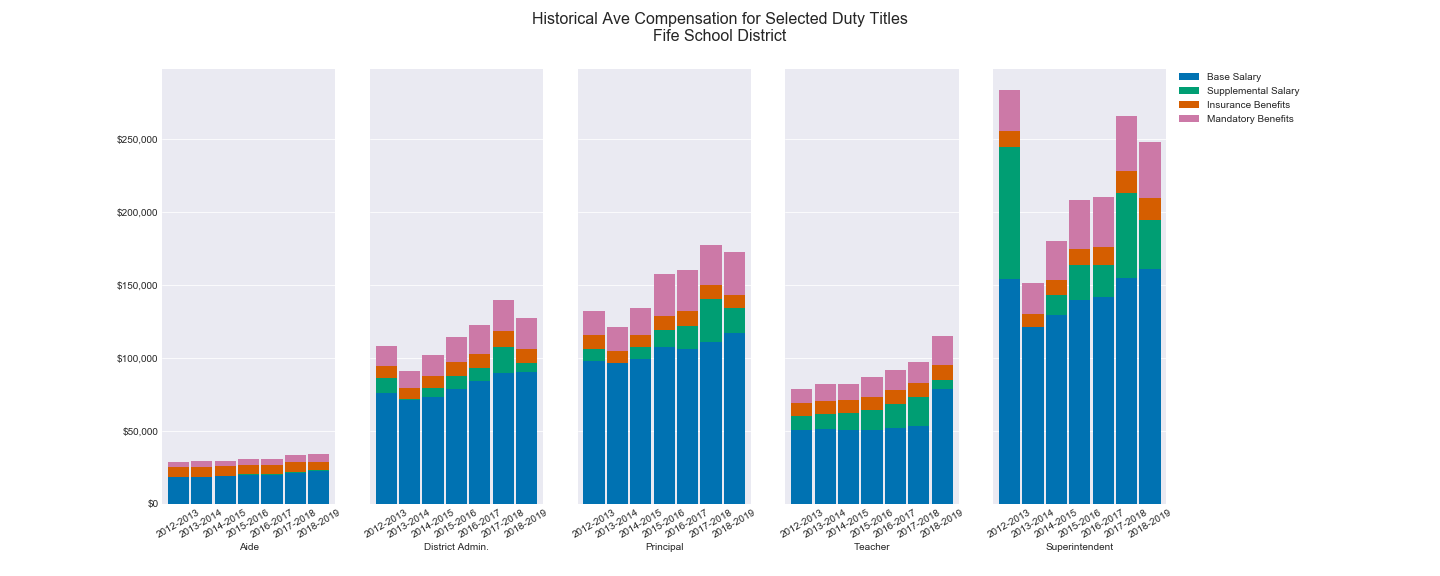 Historical Ave Compensation for Selected Duty Titles
Fife School District
Base Salary
Supplemental Salary
Insurance Benefits
Mandatory Benefits
$250,000
$200,000
$150,000
$100,000
$50,000
$0
2012-2013 2013-2014 2014-2015 2015-2016 2016-2017 2017-2018 2018-2019
2012-2013 2013-2014 2014-2015 2015-2016 2016-2017 2017-2018 2018-2019
2012-2013 2013-2014 2014-2015 2015-2016 2016-2017 2017-2018 2018-2019
2012-2013 2013-2014 2014-2015 2015-2016 2016-2017 2017-2018 2018-2019
2012-2013 2013-2014 2014-2015 2015-2016 2016-2017 2017-2018 2018-2019
Aide
District Admin.
Principal
Teacher
Superintendent